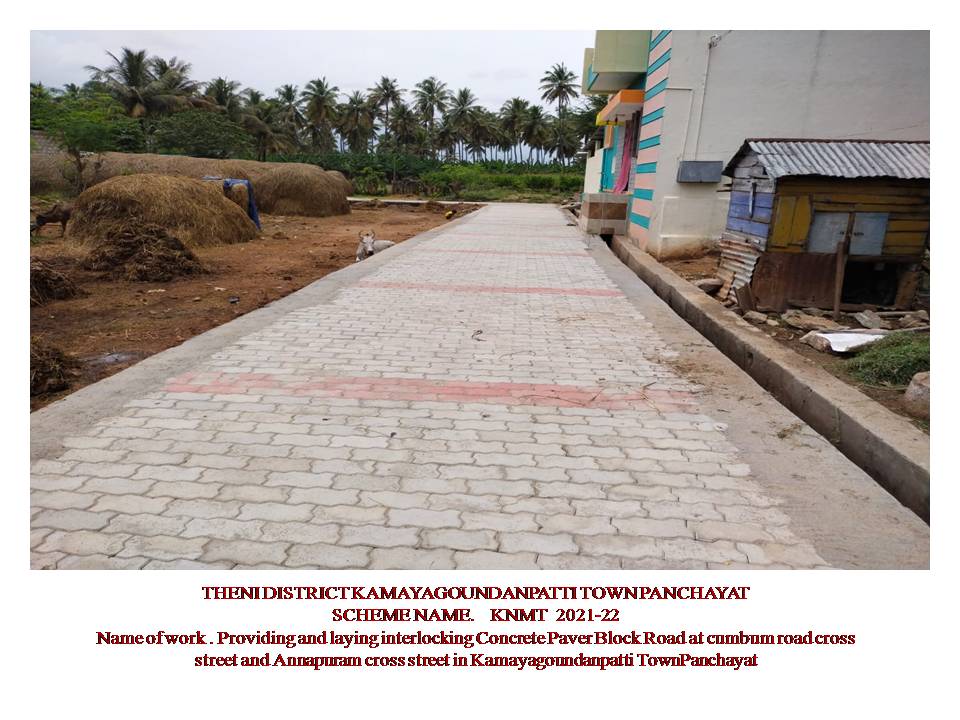 THENI DISTRICT KAMAYAGOUNDANPATTI TOWN PANCHAYAT
SCHEME NAME. KNMT 2021-22
Name of work . Providing and laying interlocking Concrete Paver Block Road at cumbum road cross
street and Annapuram cross street in Kamayagoundanpatti TownPanchayat